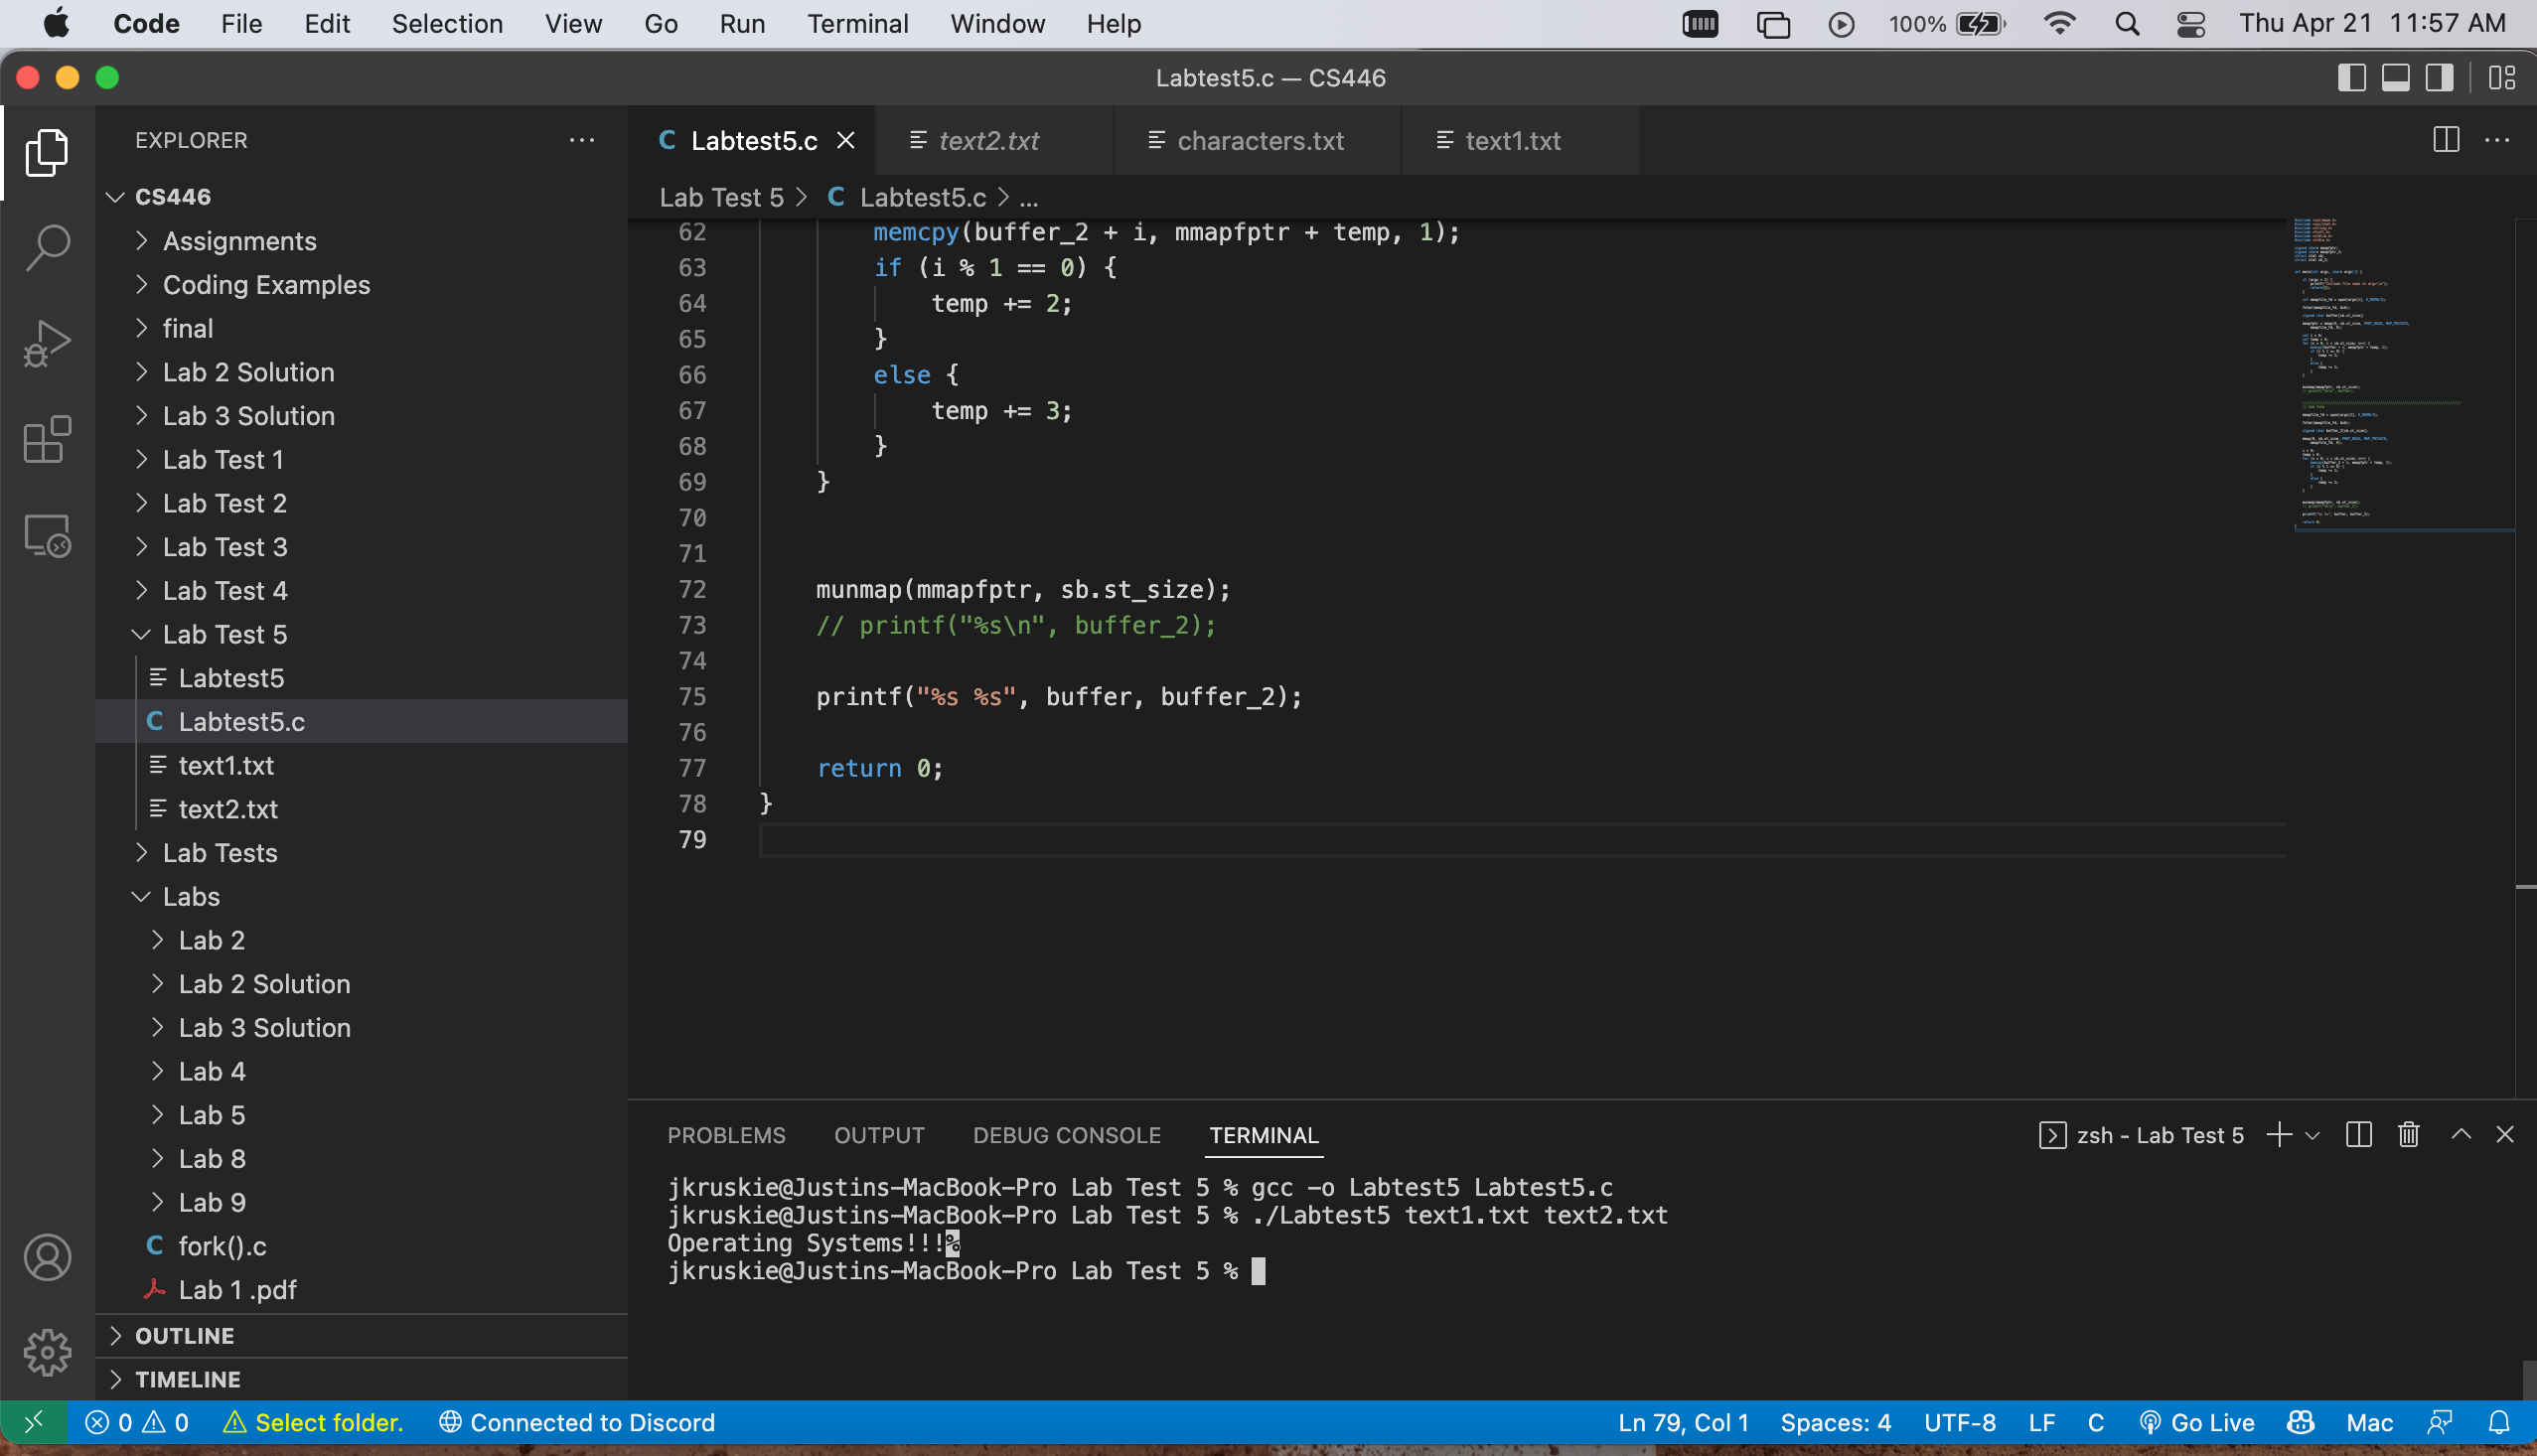 Code File Edit Selection View Go Run Terminal Window Help 100% Thu Apr 21 11:57 AM
Labtest5.c — CS446
EXPLORER
CS446
Assignments
Coding Examples
final
Lab 2 Solution
Lab 3 Solution
Lab Test 1
Lab Test 2
Lab Test 3
Lab Test 4
Lab Test 5
Labtest5
C Labtest5.c
text1.txt
text2.txt
Lab Tests
Labs
Lab 2
Lab 2 Solution
Lab 3 Solution
Lab 4
Lab 5
Lab 8
Lab 9
C fork().c
Lab 1 .pdf
OUTLINE
TIMELINE
C Labtest5.c text2.txt characters.txt text1.txt
Lab Test 5 > C Labtest5.c > ...
62 memcpy(buffer_2 + i, mmapfptr + temp, 1);
63 if (i % 1 == 0) {
64 temp += 2;
65 }
66 else {
67 temp += 3;
68 }
69 }
70
71
72 munmap(mmapfptr, sb.st_size);
73 // printf("%s\n", buffer_2);
74
75 printf("%s %s", buffer, buffer_2);
76
77 return 0;
78 }
79
PROBLEMS OUTPUT DEBUG CONSOLE TERMINAL zsh - Lab Test 5
jkruskie@Justins-MacBook-Pro Lab Test 5 % gcc -o Labtest5 Labtest5.c
jkruskie@Justins-MacBook-Pro Lab Test 5 % ./Labtest5 text1.txt text2.txt
Operating Systems!!!%
jkruskie@Justins-MacBook-Pro Lab Test 5 %
0 0 Select folder. Connected to Discord Ln 79, Col 1 Spaces: 4 UTF-8 LF C Go Live Mac